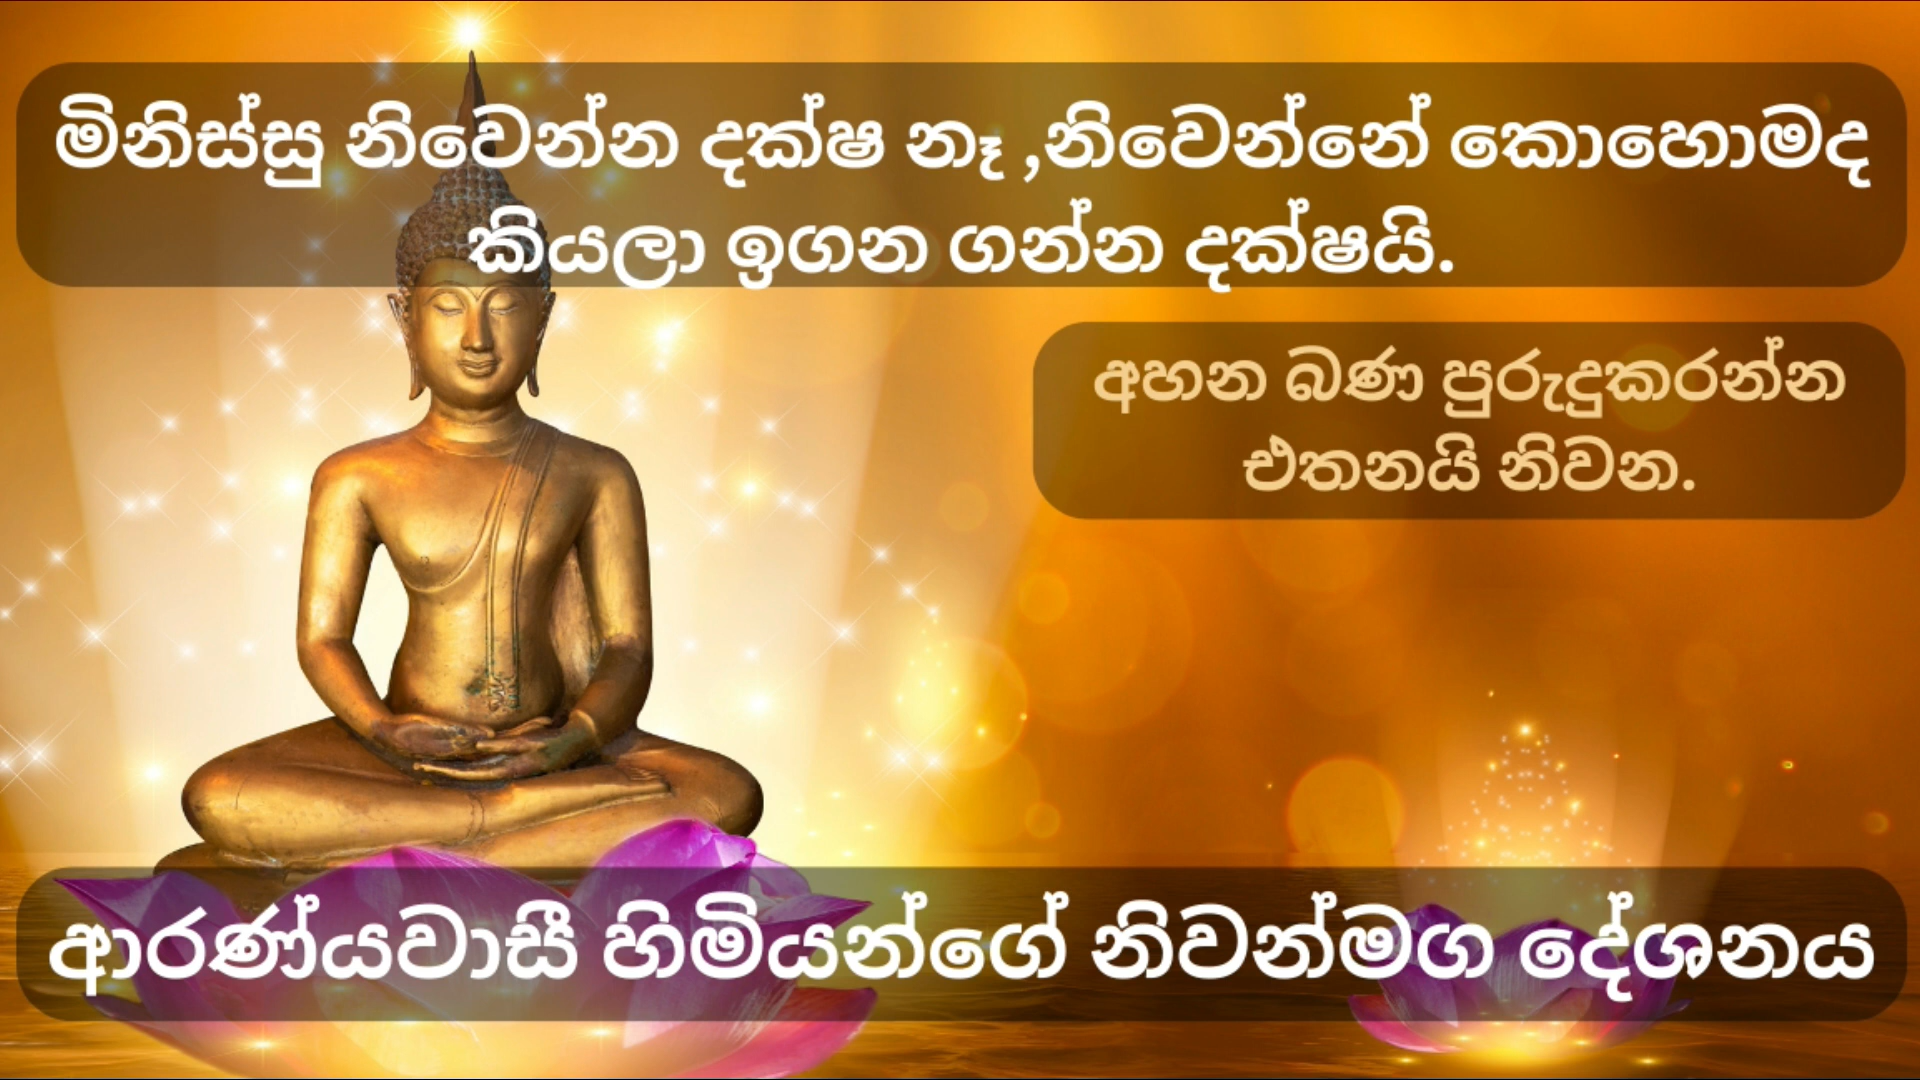 මිනිස්සු නිවෙන්න දක්ෂ නෑ ,නිවෙන්නේ කොහොමද
කියලා ඉගන ගන්න දක්ෂයි.
අහන බණ පුරුදුකරන්න
එතනයි නිවන.
ආරණ්යවාසී හිමියන්ගේ නිවන්මග දේශනය